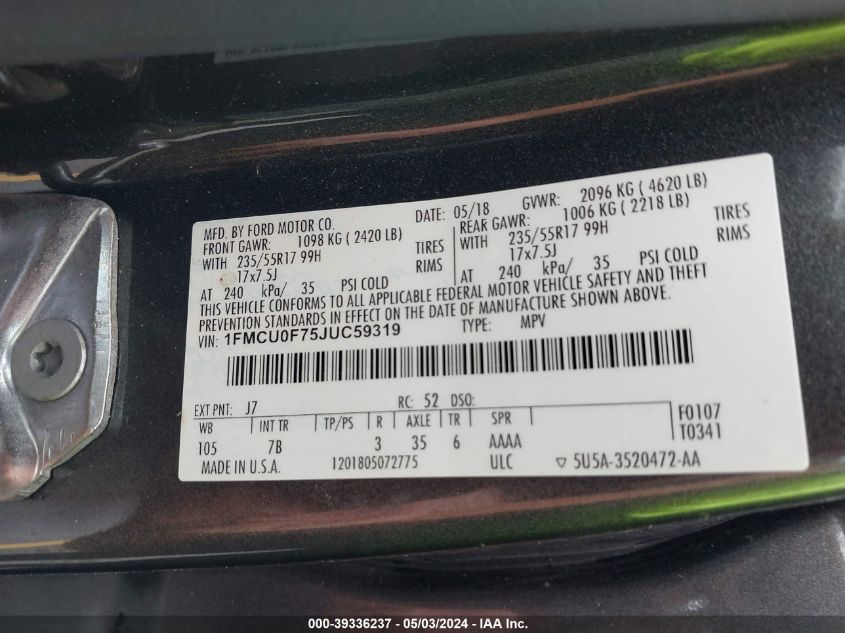 MFD. BY FORD MOTOR CO.
DATE: 05/18 GVWR: 2096 KG ( 4620 LB)
FRONT GAWR: 1098 KG ( 2420 LB)
REAR GAWR: 1006 KG ( 2218 LB)
WITH 235/55R17 99H TIRES
WITH 235/55R17 99H TIRES
17x7.5J RIMS
17x7.5J RIMS
AT 240 kPa/ 35 PSI COLD
AT 240 kPa/ 35 PSI COLD
THIS VEHICLE CONFORMS TO ALL APPLICABLE FEDERAL MOTOR VEHICLE SAFETY AND THEFT
PREVENTION STANDARDS IN EFFECT ON THE DATE OF MANUFACTURE SHOWN ABOVE.
VIN: 1FMCU0F75JUC59319 TYPE: MPV
EXT PNT: J7 RC: 52 DSO:
WB INT TR TP/PS R AXLE TR SPR F0107
105 7B 3 35 6 AAAA T0341
MADE IN U.S.A. 1201805072775 ULC ▽ 5U5A-3520472-AA
000-39336237 - 05/03/2024 - IAA Inc.